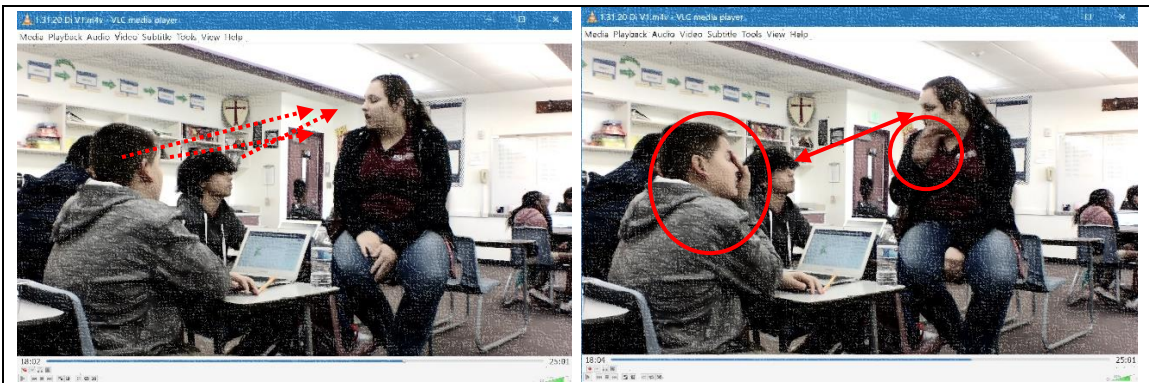 1.31.20 Di V1.m4v - VLC media player
Media Playback Audio Video Subtitle Tools View Help
18:02
25:01
1.31.20 Di V1.m4v - VLC media player
Media Playback Audio Video Subtitle Tools View Help
18:04
25:01